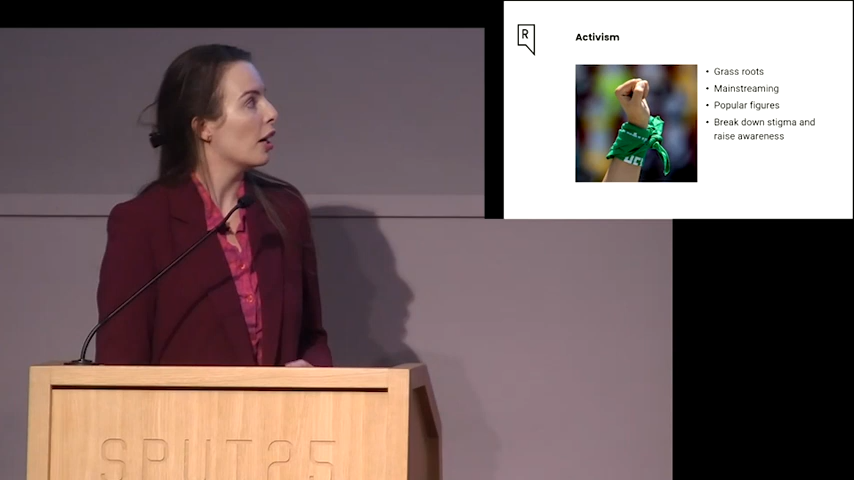 R
Activism
• Grass roots
• Mainstreaming
• Popular figures
• Break down stigma and
raise awareness
SPUT25